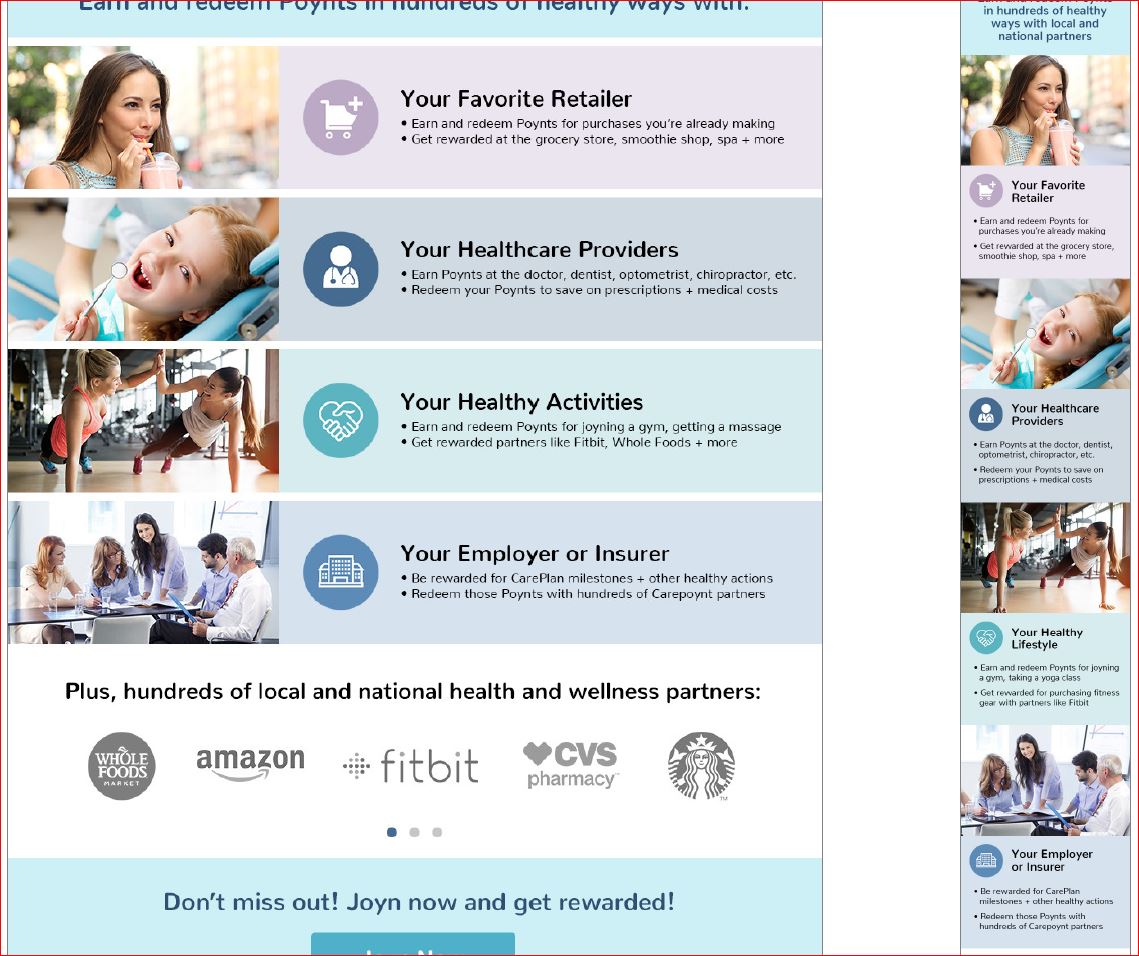 Earn and redeem Poynts in hundreds of healthy ways with:
Your Favorite Retailer
• Earn and redeem Poynts for purchases you're already making
• Get rewarded at the grocery store, smoothie shop, spa + more
Your Healthcare Providers
• Earn Poynts at the doctor, dentist, optometrist, chiropractor, etc.
• Redeem your Poynts to save on prescriptions + medical costs
Your Healthy Activities
• Earn and redeem Poynts for joyning a gym, getting a massage
• Get rewarded partners like Fitbit, Whole Foods + more
Your Employer or Insurer
• Be rewarded for CarePlan milestones + other healthy actions
• Redeem those Poynts with hundreds of Carepoynt partners
Plus, hundreds of local and national health and wellness partners:
WHOLE
FOODS
MARKET
amazon
fitbit
CVS
pharmacy™
TM
Don't miss out! Joyn now and get rewarded!
in hundreds of healthy
ways with local and
national partners
Your Favorite
Retailer
• Earn and redeem Poynts for
purchases you're already making
• Get rewarded at the grocery store,
smoothie shop, spa + more
Your Healthcare
Providers
• Earn Poynts at the doctor, dentist,
optometrist, chiropractor, etc.
• Redeem your Poynts to save on
prescriptions + medical costs
Your Healthy
Lifestyle
• Earn and redeem Poynts for joyning
a gym, taking a yoga class
• Get rewarded for purchasing fitness
gear with partners like Fitbit
Your Employer
or Insurer
• Be rewarded for CarePlan
milestones + other healthy actions
• Redeem those Poynts with
hundreds of Carepoynt partners